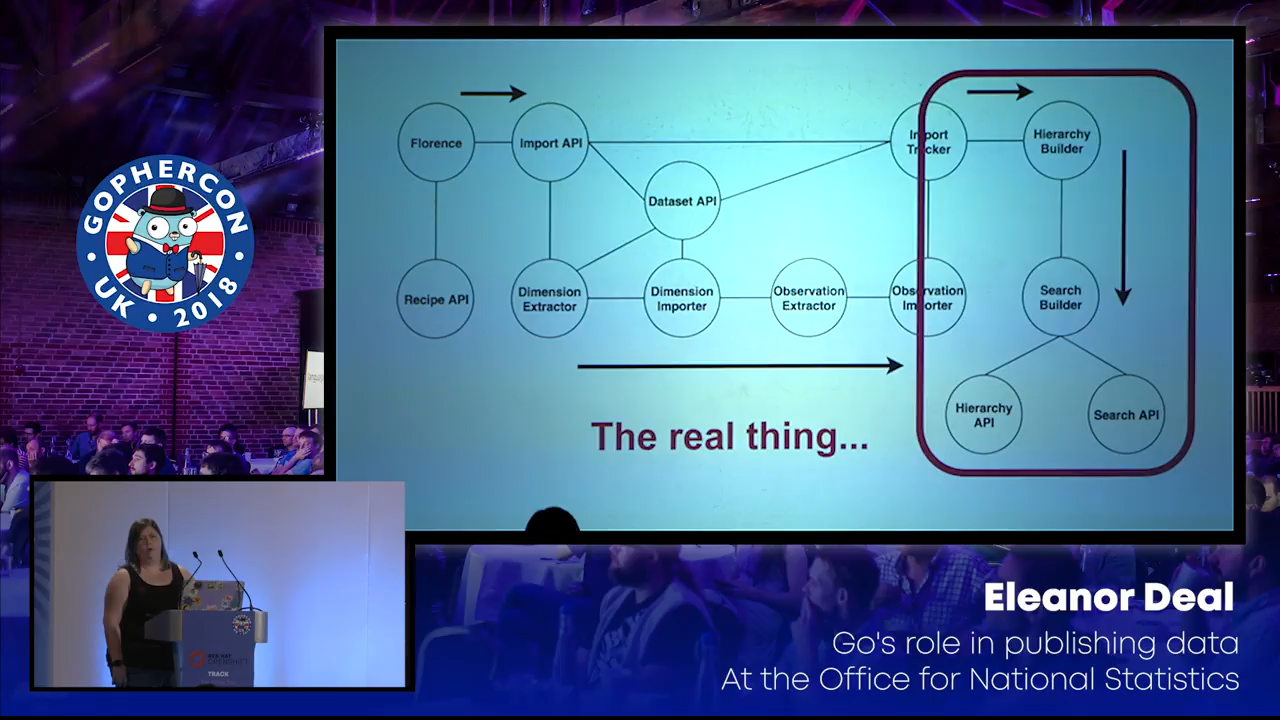 GOPHERCON
UK 2018
Florence
Import API
Import
Tracker
Hierarchy
Builder
Dataset API
Recipe API
Dimension
Extractor
Dimension
Importer
Observation
Extractor
Observation
Importer
Search
Builder
The real thing...
Hierarchy
API
Search API
TRACK
Eleanor Deal
Go's role in publishing data
At the Office for National Statistics